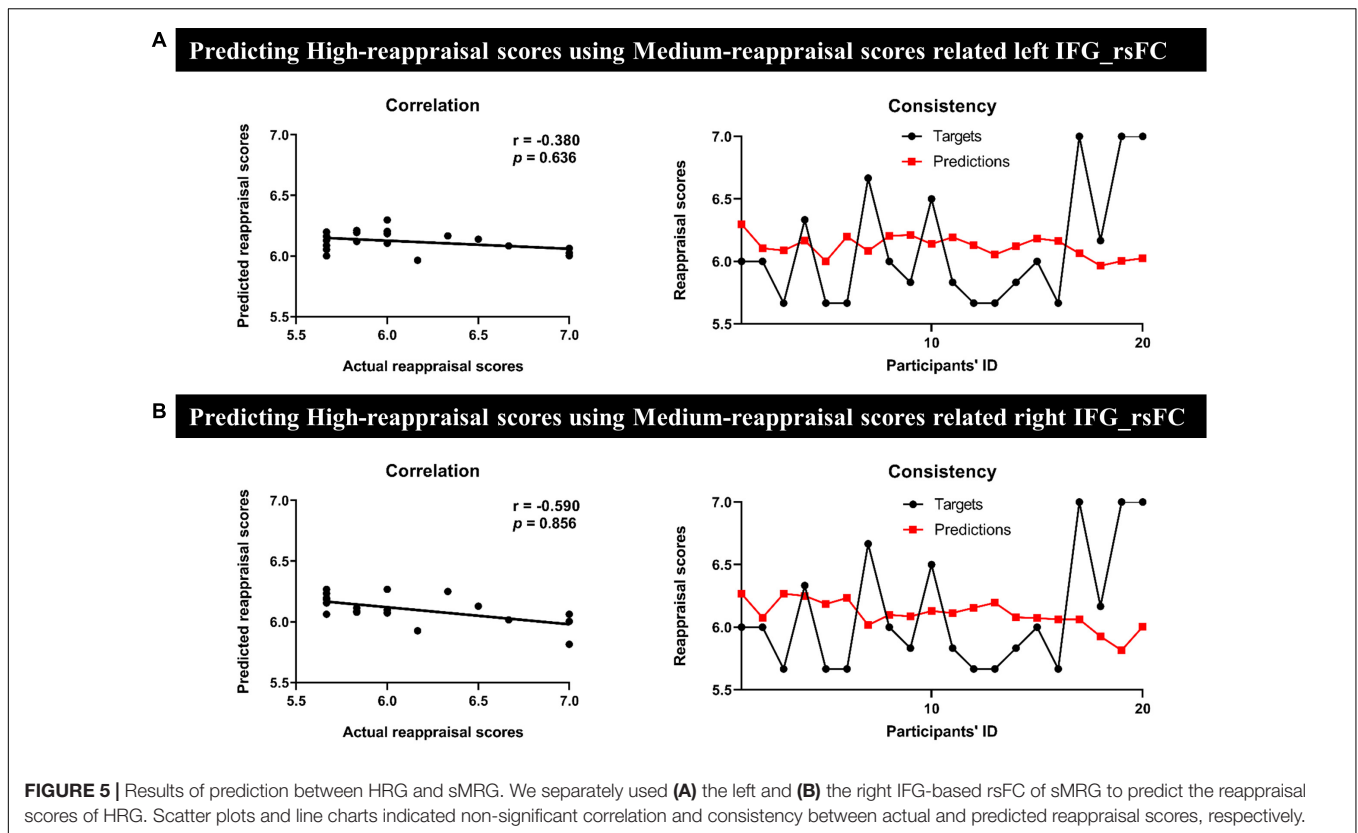 A
Predicting High-reappraisal scores using Medium-reappraisal scores related left IFG_rsFC
Correlation
r = -0.380
p = 0.636
Predicted reappraisal scores
7.0
6.5
6.0
5.5
5.5
6.0
6.5
7.0
Actual reappraisal scores
Consistency
Targets
Predictions
Reappraisal scores
7.0
6.5
6.0
5.5
10
20
Participants' ID
B
Predicting High-reappraisal scores using Medium-reappraisal scores related right IFG_rsFC
Correlation
r = -0.590
p = 0.856
Predicted reappraisal scores
7.0
6.5
6.0
5.5
5.5
6.0
6.5
7.0
Actual reappraisal scores
Consistency
Targets
Predictions
Reappraisal scores
7.0
6.5
6.0
5.5
10
20
Participants' ID
FIGURE 5 | Results of prediction between HRG and sMRG. We separately used (A) the left and (B) the right IFG-based rsFC of sMRG to predict the reappraisal
scores of HRG. Scatter plots and line charts indicated non-significant correlation and consistency between actual and predicted reappraisal scores, respectively.